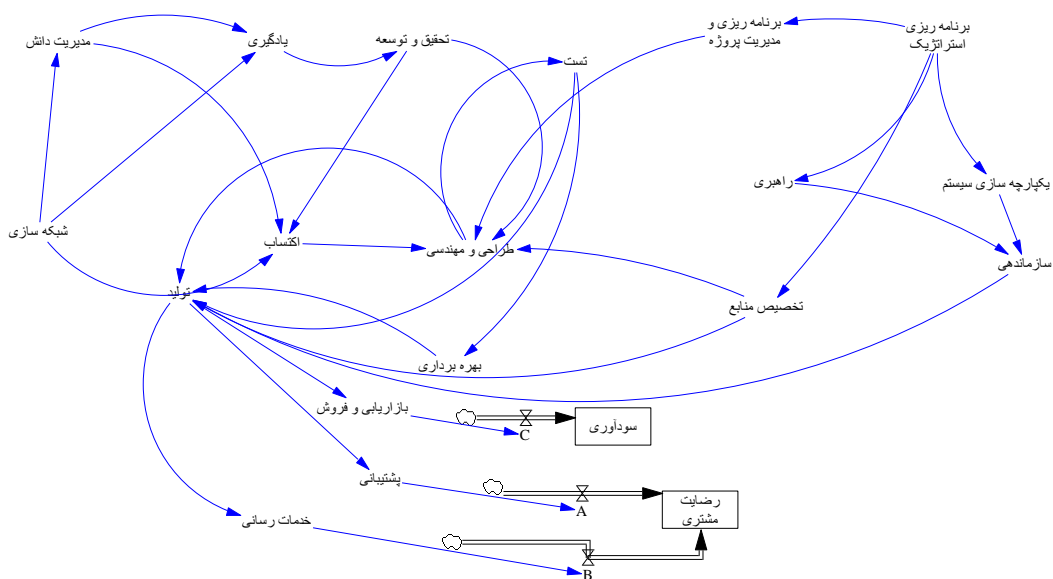 برنامه ریزی
استراتژیک
برنامه ریزی و
مدیریت پروژه
تحقیق و توسعه
یادگیری
مدیریت دانش
تست
راهبری
یکپارچه سازی سیستم
شبکه سازی
اکتساب
طراحی و مهندسی
سازماندهی
تولید
تخصیص منابع
بهره برداری
بازاریابی و فروش
C
سودآوری
پشتیبانی
A
رضایت
مشتری
خدمات رسانی
B